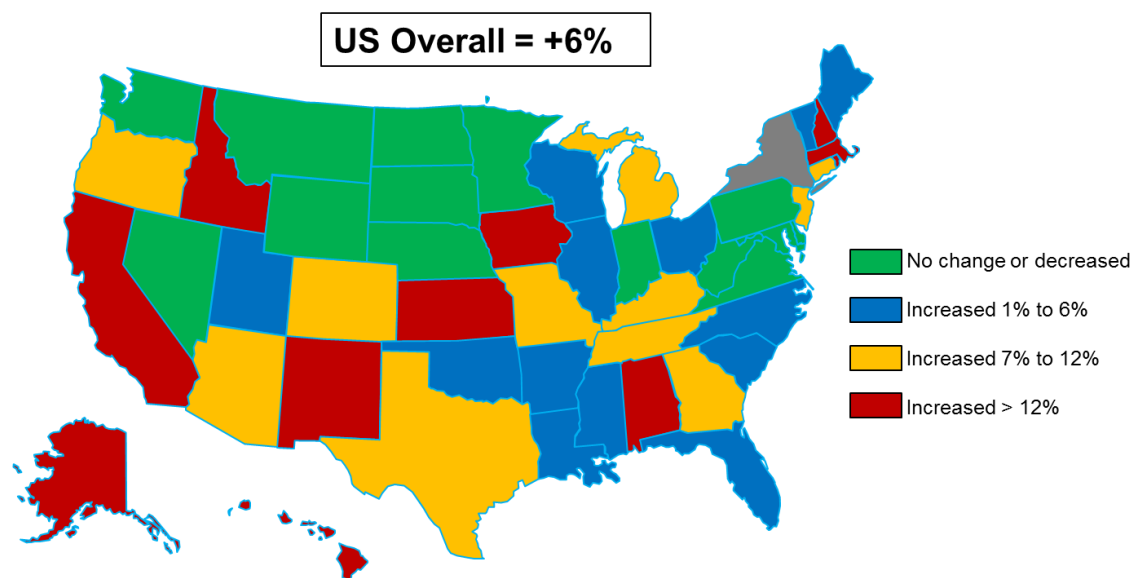 US Overall = +6%
No change or decreased
Increased 1% to 6%
Increased 7% to 12%
Increased > 12%